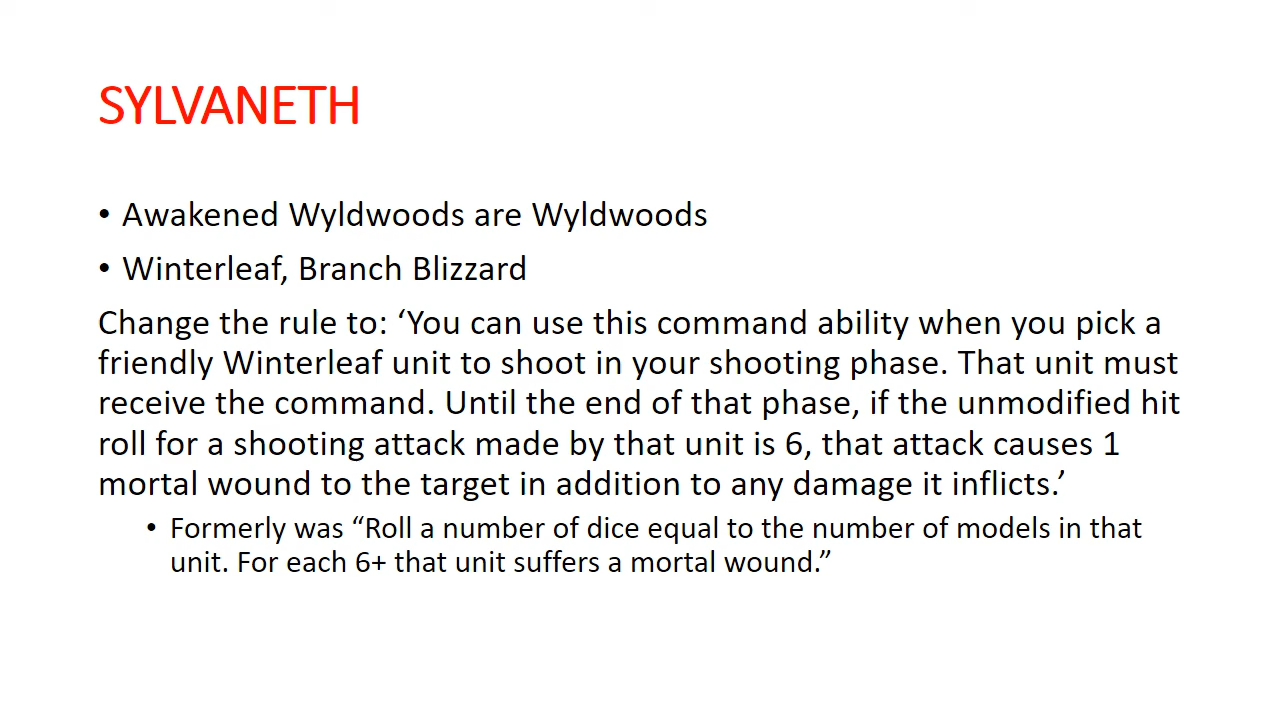 SYLVANETH
• Awakened Wyldwoods are Wyldwoods
• Winterleaf, Branch Blizzard
Change the rule to: ‘You can use this command ability when you pick a
friendly Winterleaf unit to shoot in your shooting phase. That unit must
receive the command. Until the end of that phase, if the unmodified hit
roll for a shooting attack made by that unit is 6, that attack causes 1
mortal wound to the target in addition to any damage it inflicts.’
• Formerly was “Roll a number of dice equal to the number of models in that
unit. For each 6+ that unit suffers a mortal wound.”